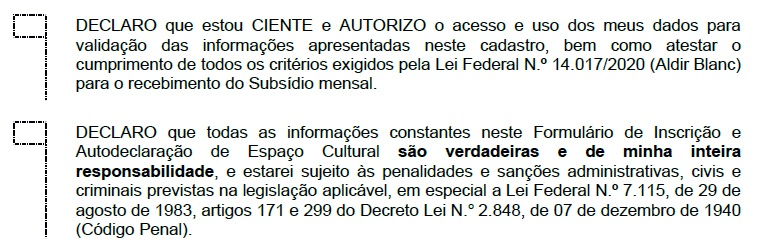 DECLARO que estou CIENTE e AUTORIZO o acesso e uso dos meus dados para
validação das informações apresentadas neste cadastro, bem como atestar o
cumprimento de todos os critérios exigidos pela Lei Federal N.º 14.017/2020 (Aldir Blanc)
para o recebimento do Subsídio mensal.
DECLARO que todas as informações constantes neste Formulário de Inscrição e
Autodeclaração de Espaço Cultural são verdadeiras e de minha inteira
responsabilidade, e estarei sujeito às penalidades e sanções administrativas, civis e
criminais previstas na legislação aplicável, em especial a Lei Federal N.º 7.115, de 29 de
agosto de 1983, artigos 171 e 299 do Decreto Lei N.° 2.848, de 07 de dezembro de 1940
(Código Penal).